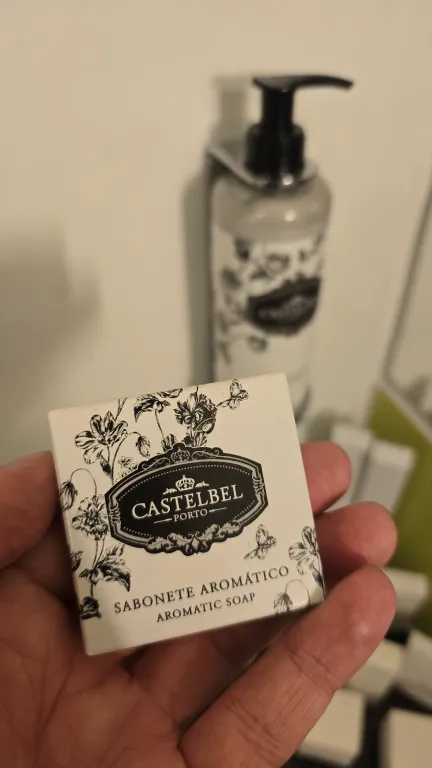 CASTELBEL
PORTO
SABONETE AROMÁTICO
AROMATIC SOAP